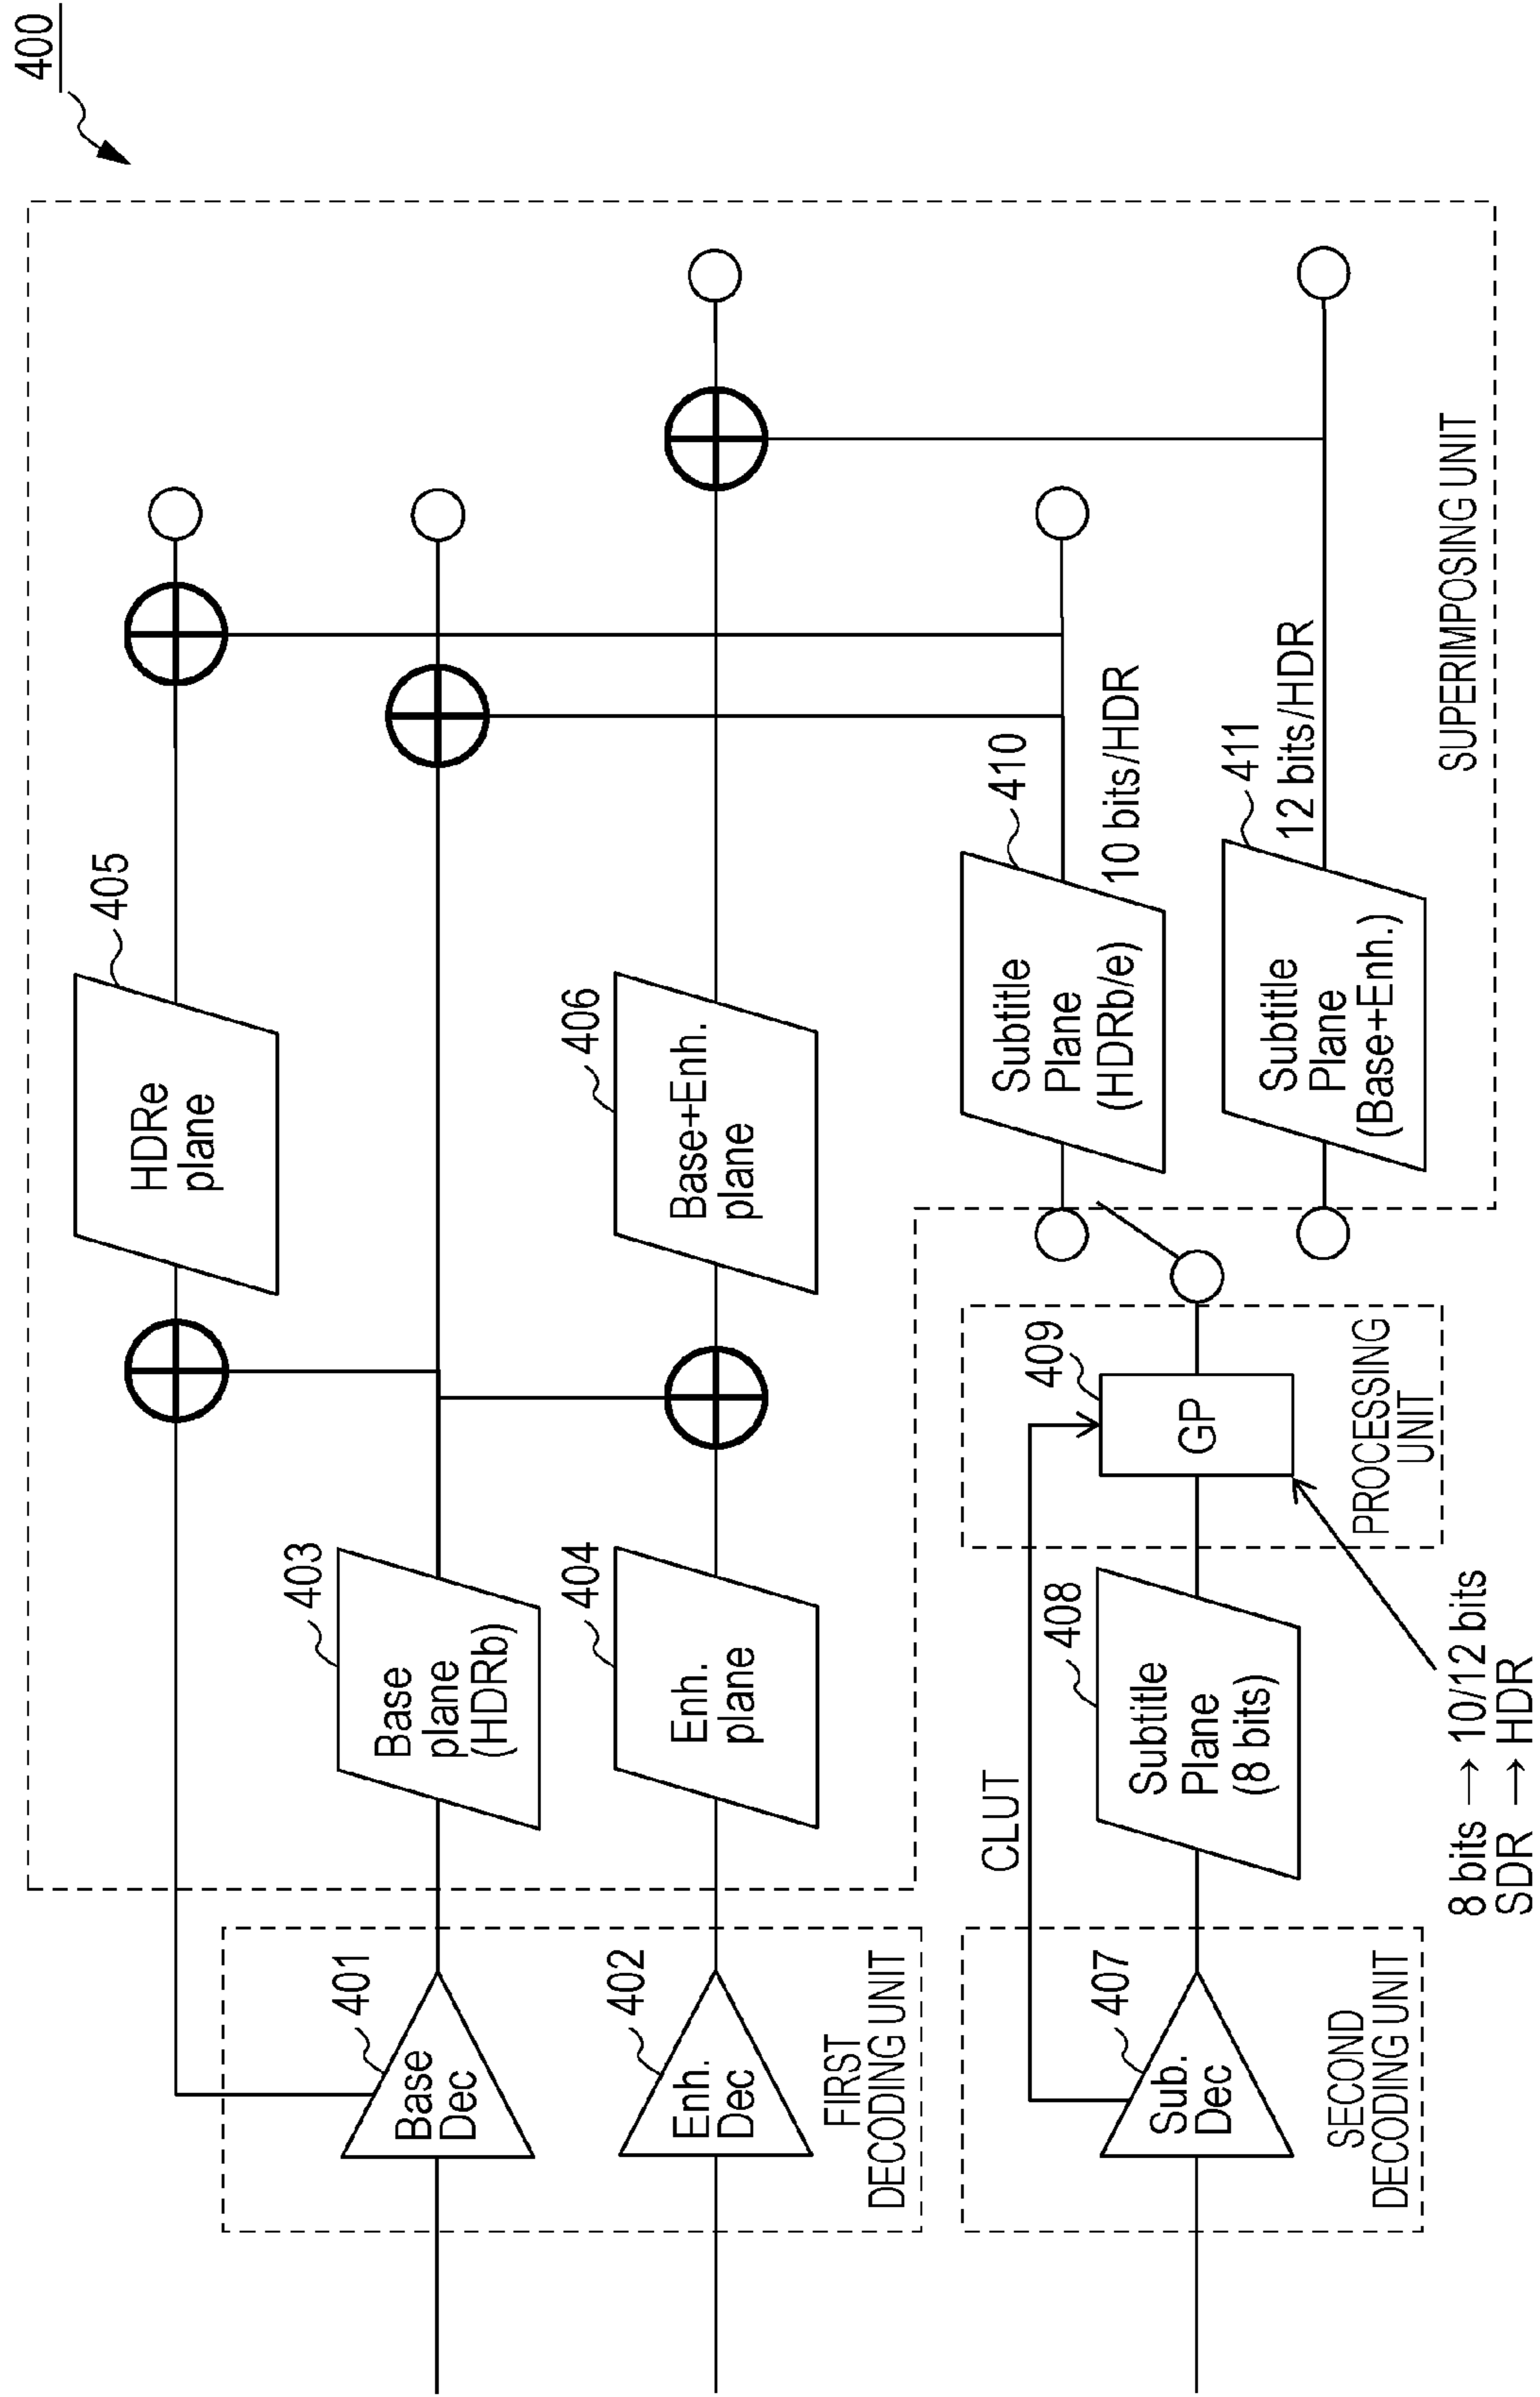 400
405
HDRe
plane
403
Base
plane
(HDRb)
401
Base
Dec
406
Base+Enh.
plane
404
Enh.
plane
402
Enh.
Dec
FIRST
DECODING UNIT
410
Subtitle
Plane
(HDRb/e)
10 bits/HDR
411
Subtitle
Plane
(Base+Enh.)
12 bits/HDR
SUPERIMPOSING UNIT
CLUT
409
GP
PROCESSING
UNIT
408
Subtitle
Plane
(8 bits)
407
Sub.
Dec
SECOND
DECODING UNIT
8 bits → 10/12 bits
SDR → HDR